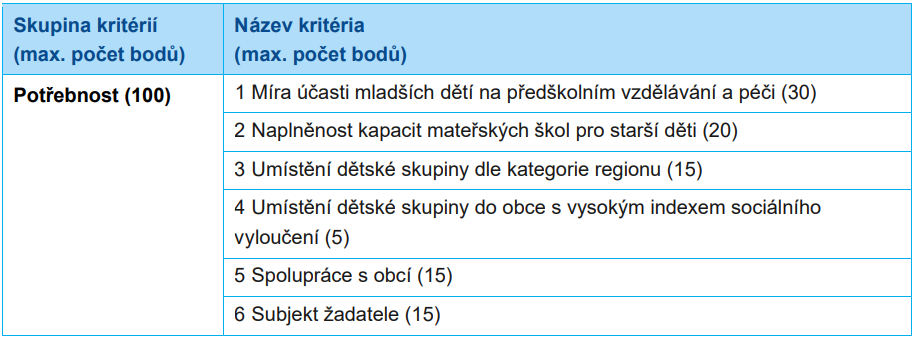 Skupina kritérií
(max. počet bodů)
Název kritéria
(max. počet bodů)
Potřebnost (100)
1 Míra účasti mladších dětí na předškolním vzdělávání a péči (30)
2 Naplněnost kapacit mateřských škol pro starší děti (20)
3 Umístění dětské skupiny dle kategorie regionu (15)
4 Umístění dětské skupiny do obce s vysokým indexem sociálního
vyloučení (5)
5 Spolupráce s obcí (15)
6 Subjekt žadatele (15)